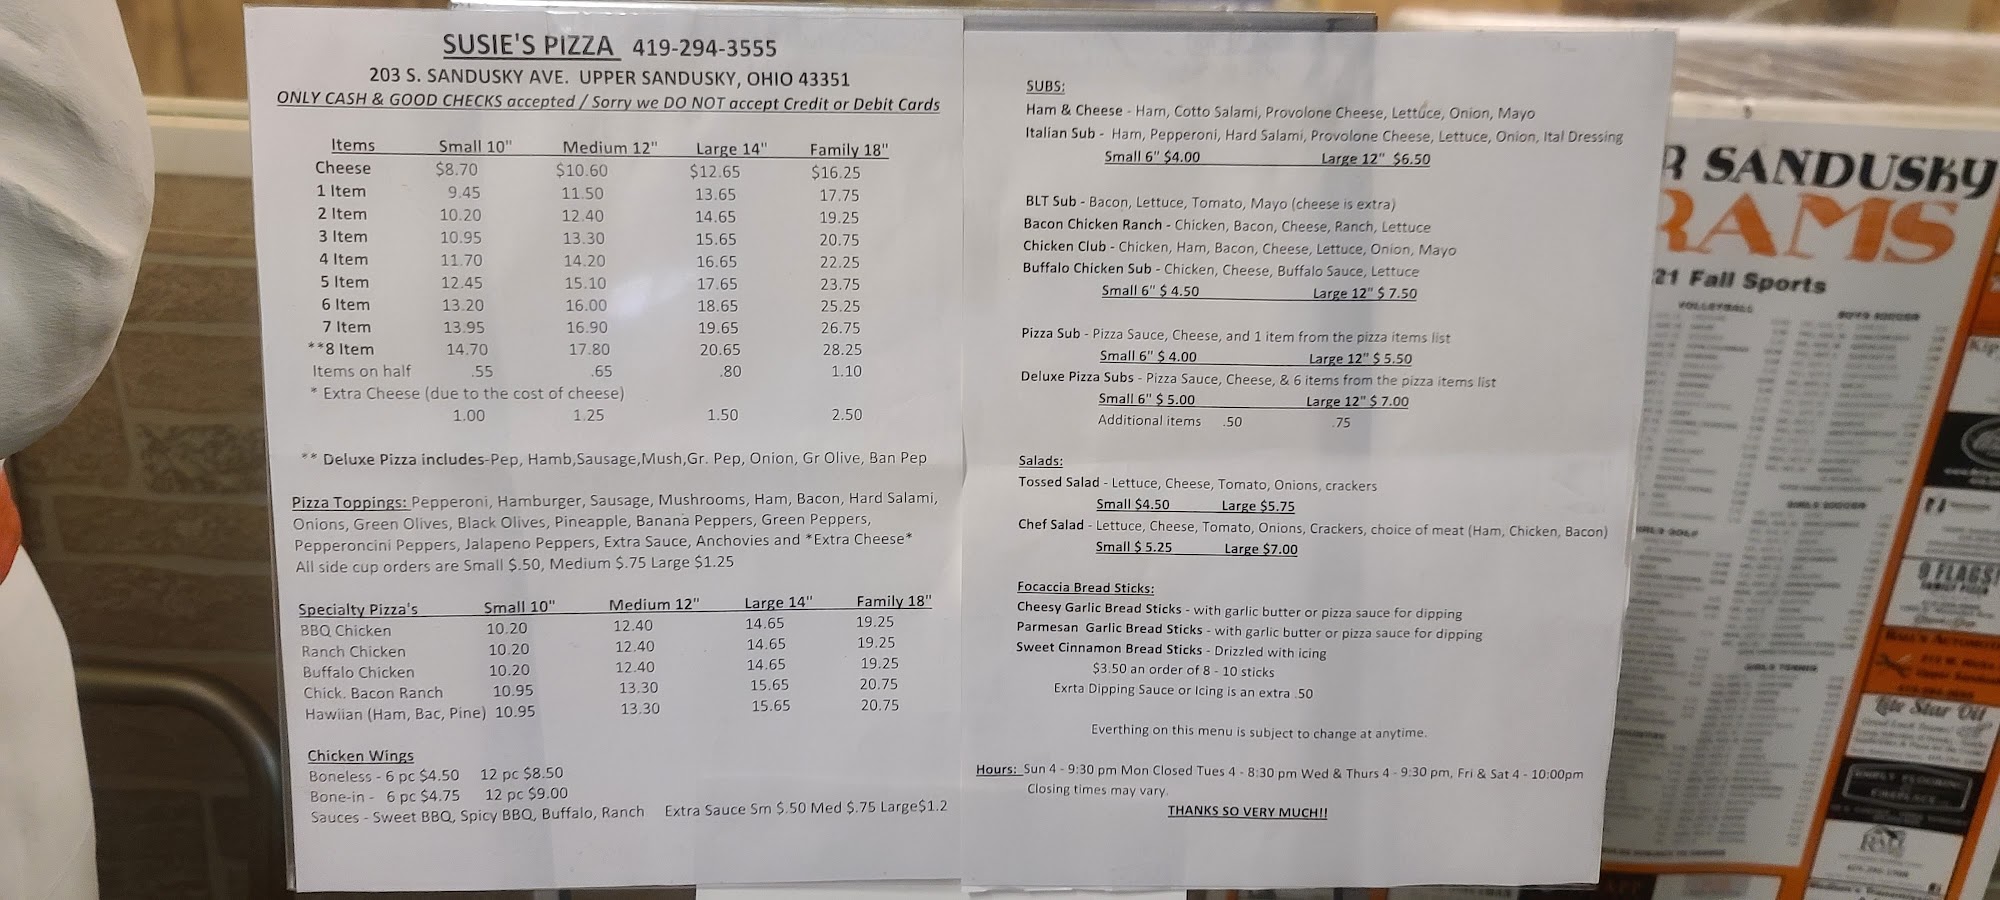 SUSIE'S PIZZA 419-294-3555
203 S. SANDUSKY AVE. UPPER SANDUSKY, OHIO 43351
ONLY CASH & GOOD CHECKS accepted / Sorry we DO NOT accept Credit or Debit Cards
Items Small 10" Medium 12" Large 14" Family 18"
Cheese $8.70 $10.60 $12.65 $16.25
1 Item 9.45 11.50 13.65 17.75
2 Item 10.20 12.40 14.65 19.25
3 Item 10.95 13.30 15.65 20.75
4 Item 11.70 14.20 16.65 22.25
5 Item 12.45 15.10 17.65 23.75
6 Item 13.20 16.00 18.65 25.25
7 Item 13.95 16.90 19.65 26.75
**8 Item 14.70 17.80 20.65 28.25
Items on half .55 .65 .80 1.10
* Extra Cheese (due to the cost of cheese)
1.00 1.25 1.50 2.50
** Deluxe Pizza includes-Pep, Hamb,Sausage,Mush,Gr. Pep, Onion, Gr Olive, Ban Pep
Pizza Toppings: Pepperoni, Hamburger, Sausage, Mushrooms, Ham, Bacon, Hard Salami,
Onions, Green Olives, Black Olives, Pineapple, Banana Peppers, Green Peppers,
Pepperoncini Peppers, Jalapeno Peppers, Extra Sauce, Anchovies and *Extra Cheese*
All side cup orders are Small $.50, Medium $.75 Large $1.25
Specialty Pizza's Small 10" Medium 12" Large 14" Family 18"
BBQ Chicken 10.20 12.40 14.65 19.25
Ranch Chicken 10.20 12.40 14.65 19.25
Buffalo Chicken 10.20 12.40 14.65 19.25
Chick. Bacon Ranch 10.95 13.30 15.65 20.75
Hawiian (Ham, Bac, Pine) 10.95 13.30 15.65 20.75
Chicken Wings
Boneless - 6 pc $4.50 12 pc $8.50
Bone-in - 6 pc $4.75 12 pc $9.00
Sauces - Sweet BBQ, Spicy BBQ, Buffalo, Ranch Extra Sauce Sm $.50 Med $.75 Large$1.2
SUBS:
Ham & Cheese - Ham, Cotto Salami, Provolone Cheese, Lettuce, Onion, Mayo
Italian Sub - Ham, Pepperoni, Hard Salami, Provolone Cheese, Lettuce, Onion, Ital Dressing
Small 6" $4.00 Large 12" $6.50
BLT Sub - Bacon, Lettuce, Tomato, Mayo (cheese is extra)
Bacon Chicken Ranch - Chicken, Bacon, Cheese, Ranch, Lettuce
Chicken Club - Chicken, Ham, Bacon, Cheese, Lettuce, Onion, Mayo
Buffalo Chicken Sub - Chicken, Cheese, Buffalo Sauce, Lettuce
Small 6" $ 4.50 Large 12" $ 7.50
Pizza Sub - Pizza Sauce, Cheese, and 1 item from the pizza items list
Small 6" $ 4.00 Large 12" $ 5.50
Deluxe Pizza Subs - Pizza Sauce, Cheese, & 6 items from the pizza items list
Small 6" $ 5.00 Large 12" $ 7.00
Additional items .50 .75
Salads:
Tossed Salad - Lettuce, Cheese, Tomato, Onions, crackers
Small $4.50 Large $5.75
Chef Salad - Lettuce, Cheese, Tomato, Onions, Crackers, choice of meat (Ham, Chicken, Bacon)
Small $ 5.25 Large $7.00
Focaccia Bread Sticks:
Cheesy Garlic Bread Sticks - with garlic butter or pizza sauce for dipping
Parmesan Garlic Bread Sticks - with garlic butter or pizza sauce for dipping
Sweet Cinnamon Bread Sticks - Drizzled with icing
$3.50 an order of 8 - 10 sticks
Exrta Dipping Sauce or Icing is an extra .50
Everthing on this menu is subject to change at anytime.
Hours: Sun 4 - 9:30 pm Mon Closed Tues 4 - 8:30 pm Wed & Thurs 4 - 9:30 pm, Fri & Sat 4 - 10:00pm
Closing times may vary.
THANKS SO VERY MUCH!!
R SANDUSKY
RAMS
21 Fall Sports
VOLLEYBALL BOYS SOCCER
GIRLS SOCCER
GIRLS TENNIS
9 FLAGS
Lite Star Oil